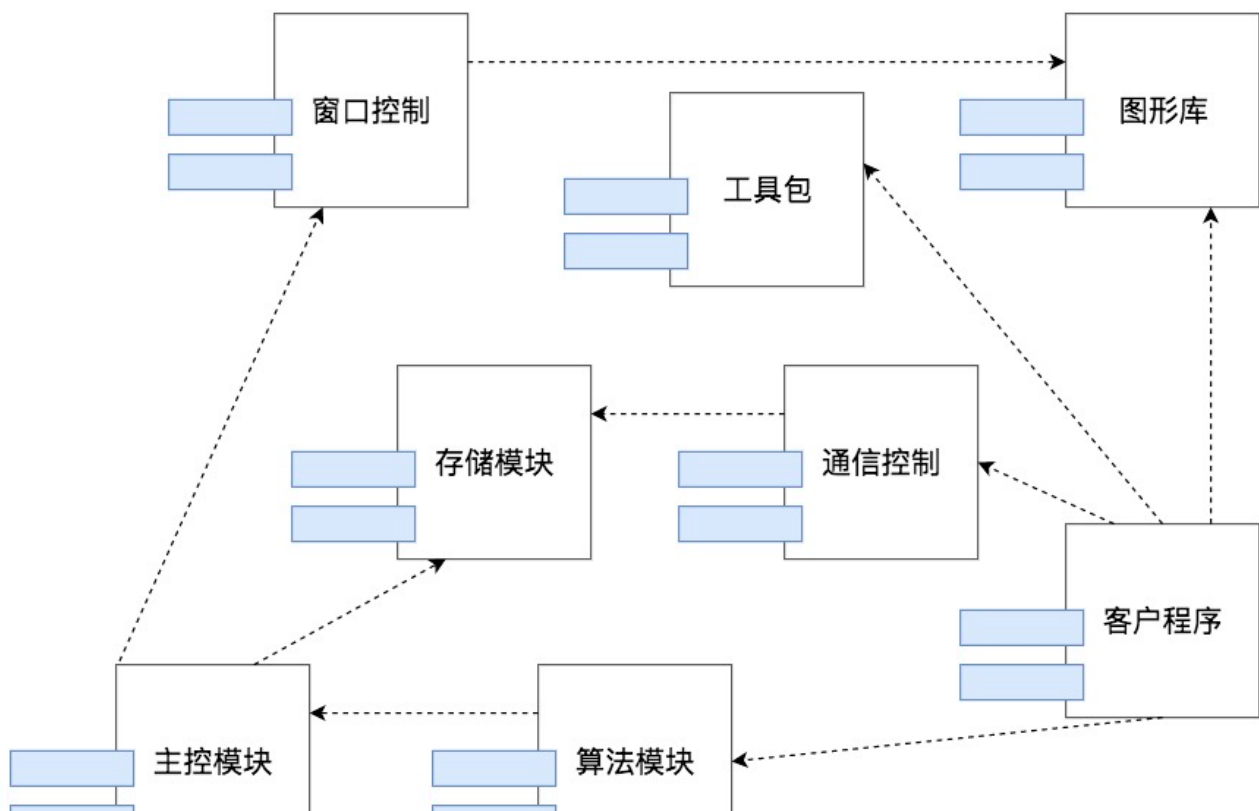 窗口控制
图形库
工具包
存储模块
通信控制
客户程序
主控模块
算法模块